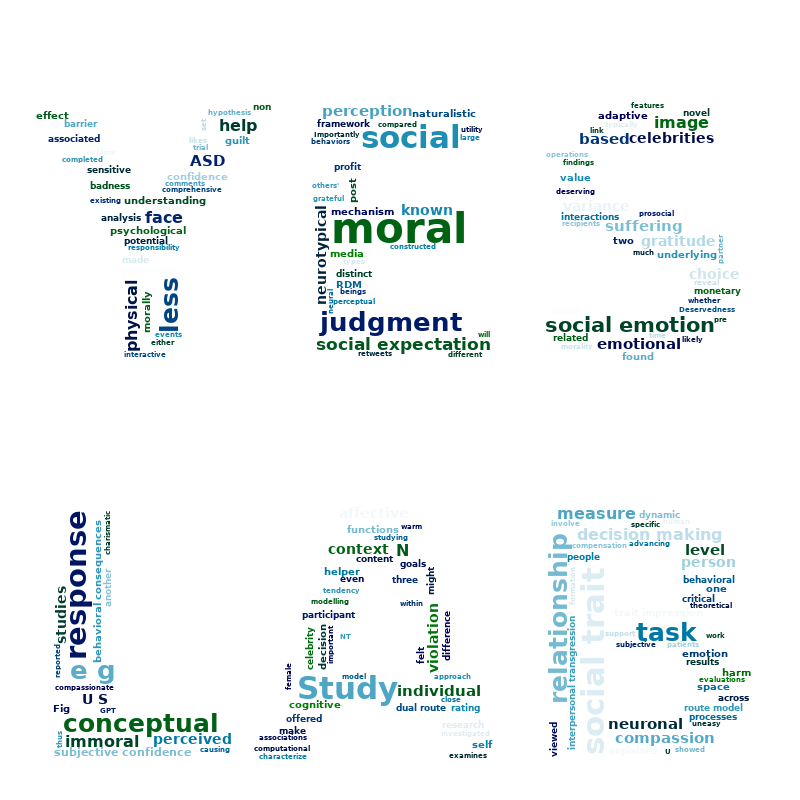 effect
barrier
associated
completed
sensitive
badness
existing understanding
analysis face
psychological
potential
responsibility
made
hypothesis non
set help
likes guilt
trial
ASD
confidence
comments
comprehensive
physical
morally
less
events
either
interactive
perception naturalistic
framework compared
Importantly social utility
behaviors large
profit
others' post
grateful
mechanism known
neurotypical moral
constructed
media
types
distinct
RDM
neural beings
perceptual
judgment
will
social expectation
retweets different
features
adaptive novel
image
link
based celebrities
operations
findings
value
deserving
variance
interactions prosocial
recipients suffering
two gratitude
much underlying partner
choice
reveal
monetary
whether
Deservedness
social emotion pre
related time
morality emotional likely
found
response
charismatic
behavioral consequences
another
studies
reported
e g
compassionate
U S
Fig GPT
conceptual
thus immoral perceived
subjective confidence causing
affective
functions warm
studying
context N
content goals
helper
even three might
tendency
modelling within
participant
celebrity decision important NT
felt violation difference
female model approach
Study individual
close
cognitive dual route rating
offered
make research
associations investigated
computational self
characterize examines
measure dynamic
involve specific human
decision making
compensation advancing level
people person
relationship
formation
social trait
behavioral
one
critical
theoretical
trait impress
support task work
subjective patients
emotion
results
harm
evaluations
space
interpersonal transgression
route model
processes
neuronal uneasy
compassion
viewed U showed